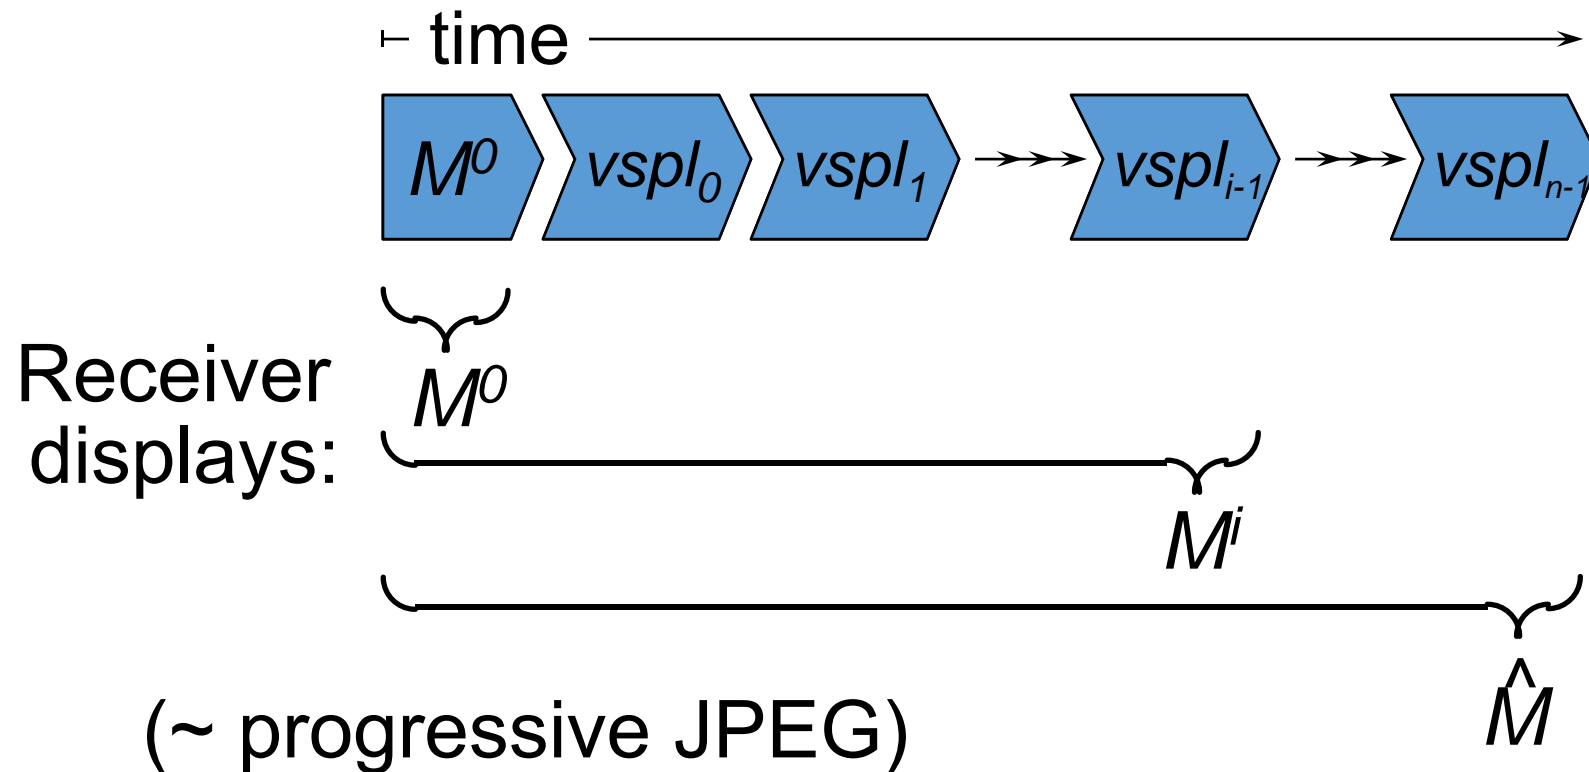 time
M⁰ vspl₀ vspl₁ vsplᵢ₋₁ vsplₙ₋₁
Receiver
displays:
M⁰
Mⁱ
M̂
(~ progressive JPEG)